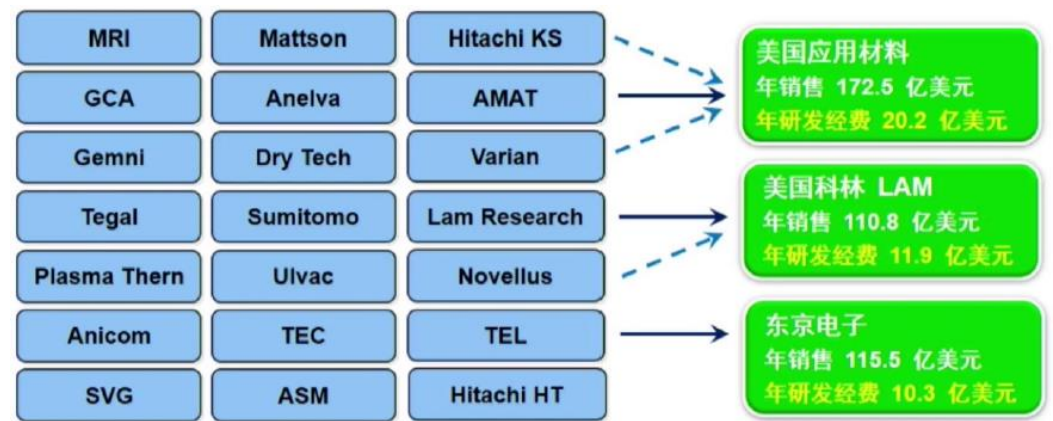 MRI
Mattson
Hitachi KS
GCA
Anelva
AMAT
Gemni
Dry Tech
Varian
Tegal
Sumitomo
Lam Research
Plasma Thern
Ulvac
Novellus
Anicom
TEC
TEL
SVG
ASM
Hitachi HT
美国应用材料
年销售 172.5 亿美元
年研发经费 20.2 亿美元
美国科林 LAM
年销售 110.8 亿美元
年研发经费 11.9 亿美元
东京电子
年销售 115.5 亿美元
年研发经费 10.3 亿美元